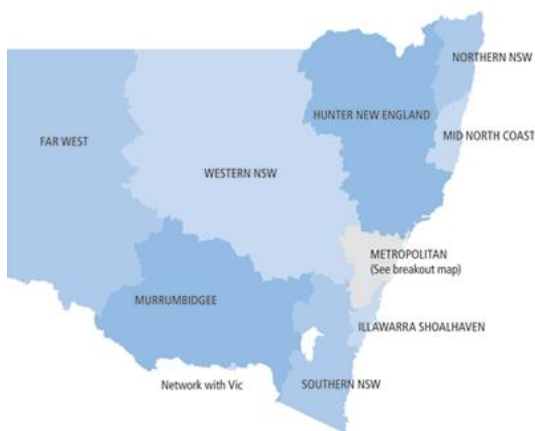 NORTHERN NSW
HUNTER NEW ENGLAND
MID NORTH COAST
FAR WEST
WESTERN NSW
METROPOLITAN
(See breakout map)
MURRUMBIDGEE
ILLAWARRA SHOALHAVEN
Network with Vic
SOUTHERN NSW